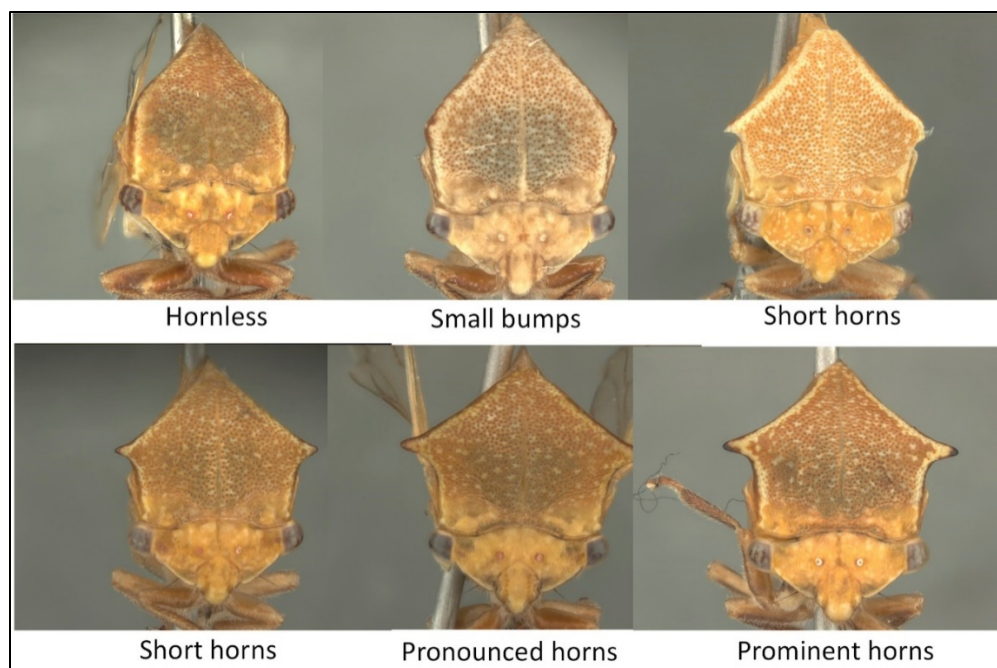 Hornless
Small bumps
Short horns
Short horns
Pronounced horns
Prominent horns